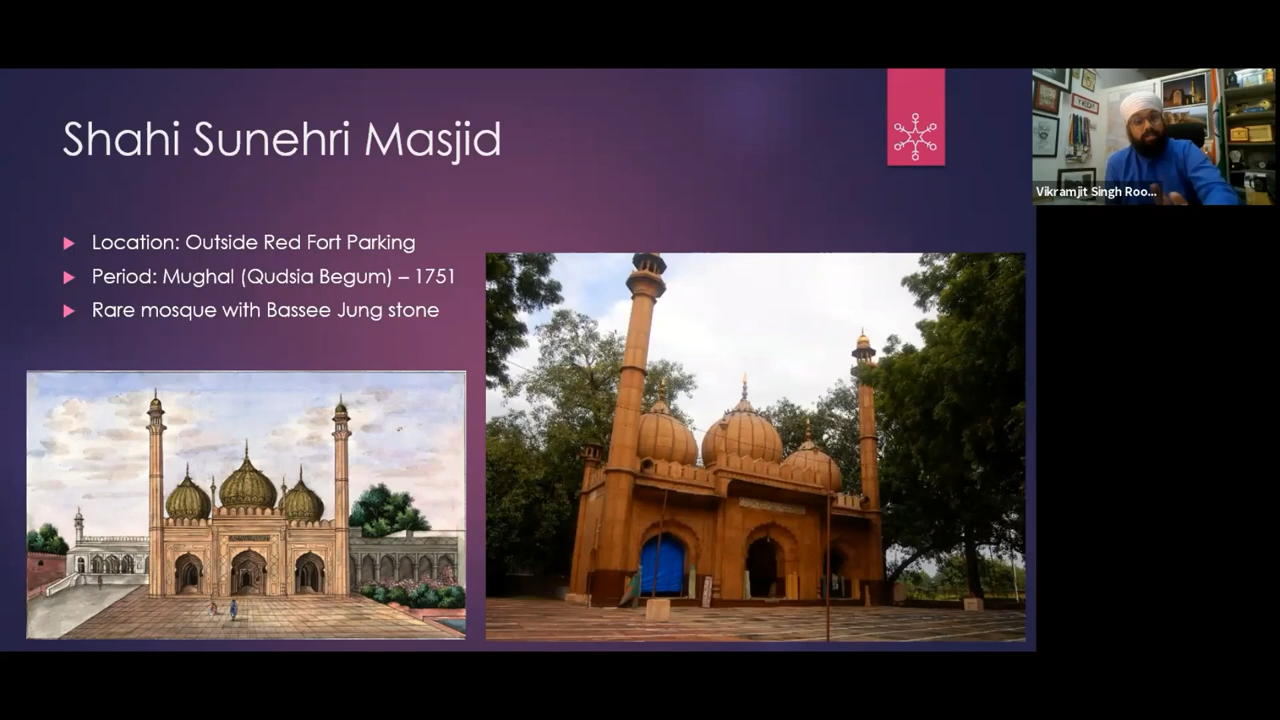 Shahi Sunehri Masjid
Location: Outside Red Fort Parking
Period: Mughal (Qudsia Begum) – 1751
Rare mosque with Bassee Jung stone
Vikramjit Singh Roo...